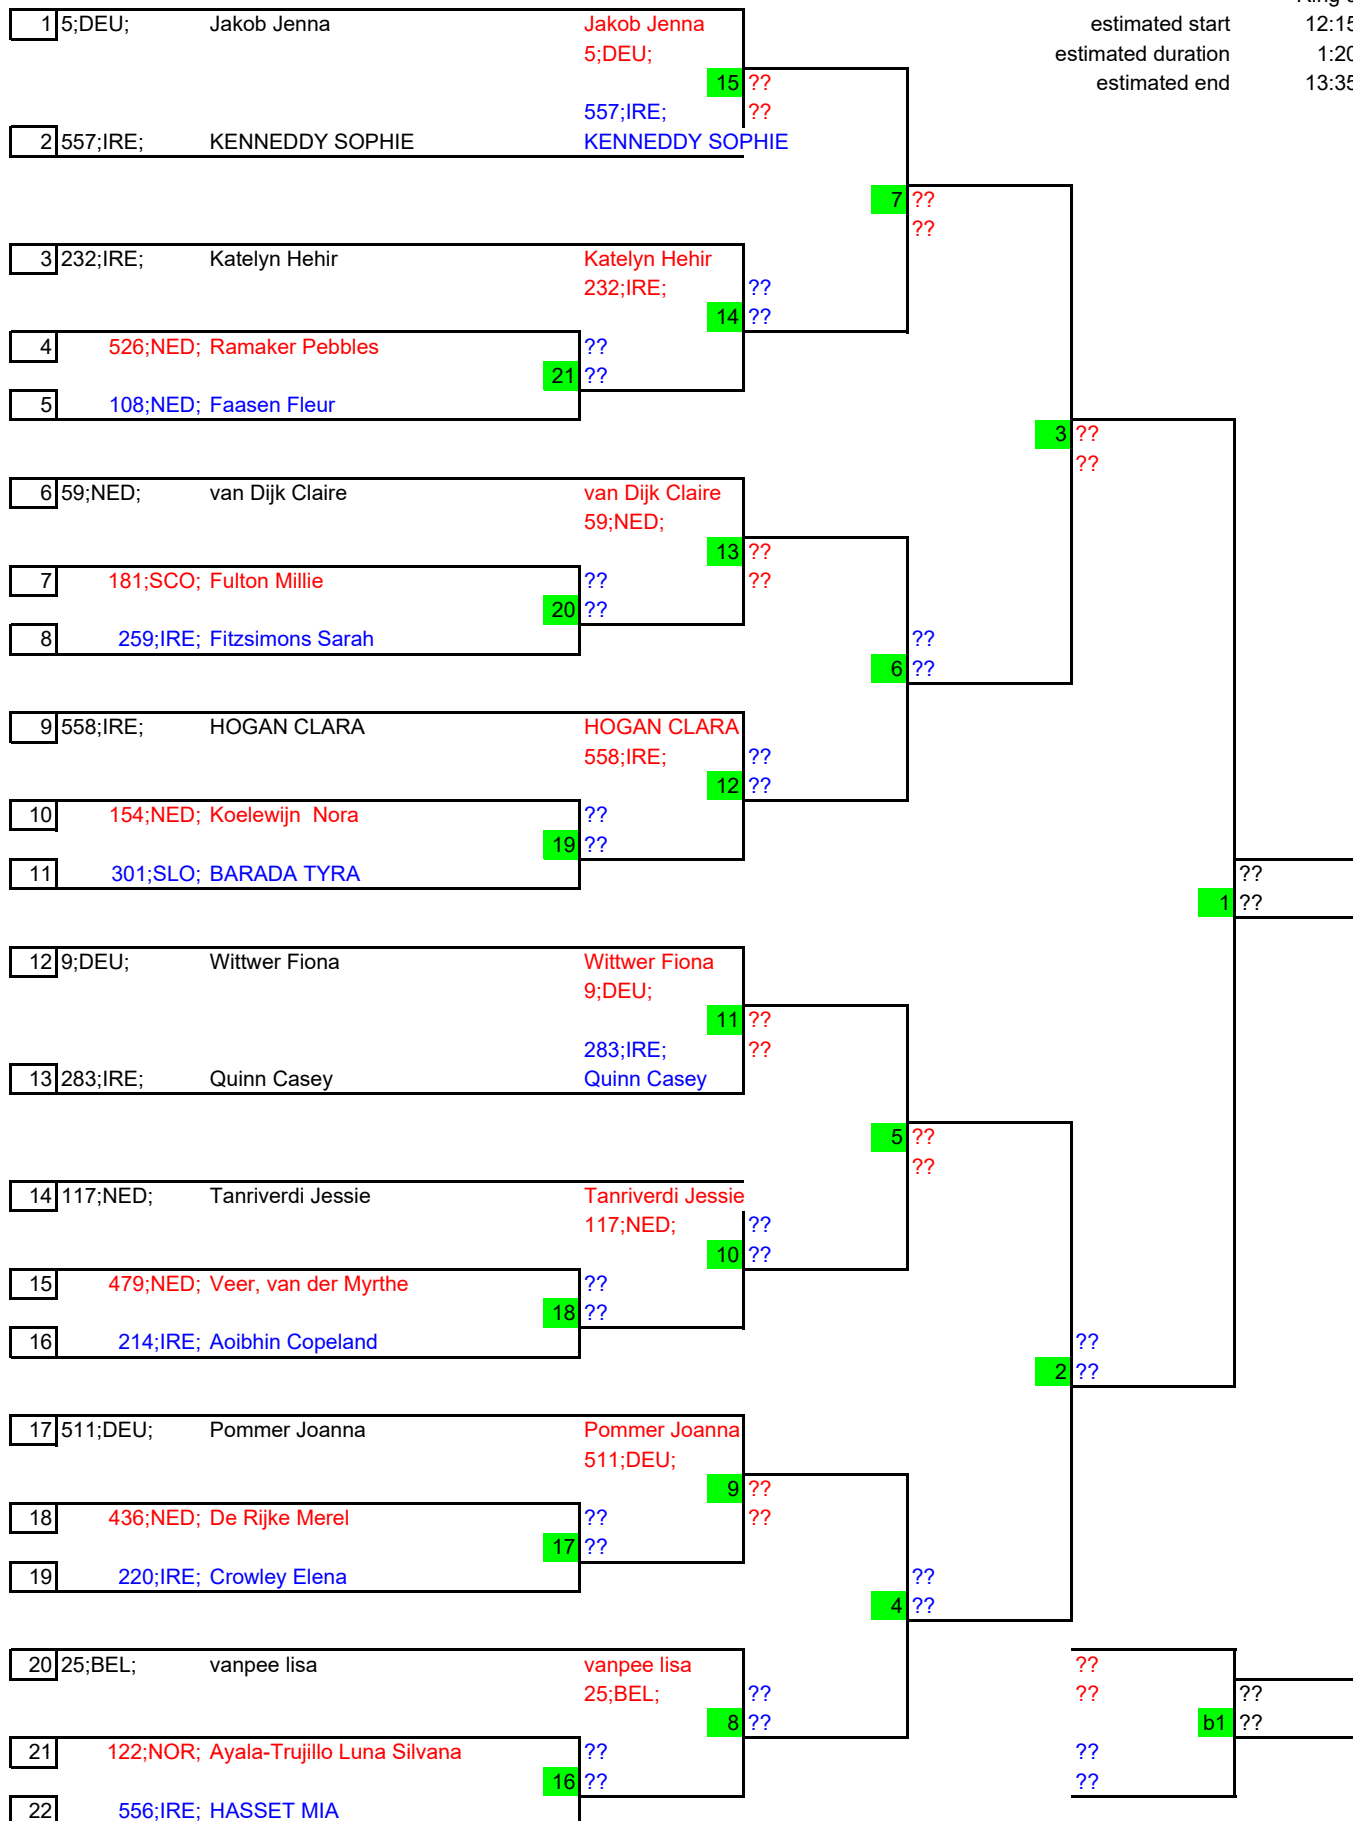 1 5;DEU; Jakob Jenna Jakob Jenna estimated start 12:15
5;DEU; estimated duration 1:20
15 ?? estimated end 13:35
557;IRE; ??
2 557;IRE; KENNEDDY SOPHIE KENNEDDY SOPHIE
7 ??
??
3 232;IRE; Katelyn Hehir Katelyn Hehir
232;IRE; ??
14 ??
4 526;NED; Ramaker Pebbles ??
21 ??
5 108;NED; Faasen Fleur
3 ??
??
6 59;NED; van Dijk Claire van Dijk Claire
59;NED;
13 ??
7 181;SCO; Fulton Millie ?? ??
20 ??
8 259;IRE; Fitzsimons Sarah ??
6 ??
9 558;IRE; HOGAN CLARA HOGAN CLARA
558;IRE; ??
12 ??
10 154;NED; Koelewijn  Nora ??
19 ??
11 301;SLO; BARADA TYRA ??
1 ??
12 9;DEU; Wittwer Fiona Wittwer Fiona
9;DEU;
11 ??
283;IRE; ??
13 283;IRE; Quinn Casey Quinn Casey
5 ??
??
14 117;NED; Tanriverdi Jessie Tanriverdi Jessie
117;NED; ??
10 ??
15 479;NED; Veer, van der Myrthe ??
18 ??
16 214;IRE; Aoibhin Copeland ??
2 ??
17 511;DEU; Pommer Joanna Pommer Joanna
511;DEU;
9 ??
18 436;NED; De Rijke Merel ?? ??
17 ??
19 220;IRE; Crowley Elena ??
4 ??
20 25;BEL; vanpee lisa vanpee lisa ??
25;BEL; ?? ?? ??
8 ?? b1 ??
21 122;NOR; Ayala-Trujillo Luna Silvana ?? ??
16 ?? ??
22 556;IRE; HASSET MIA